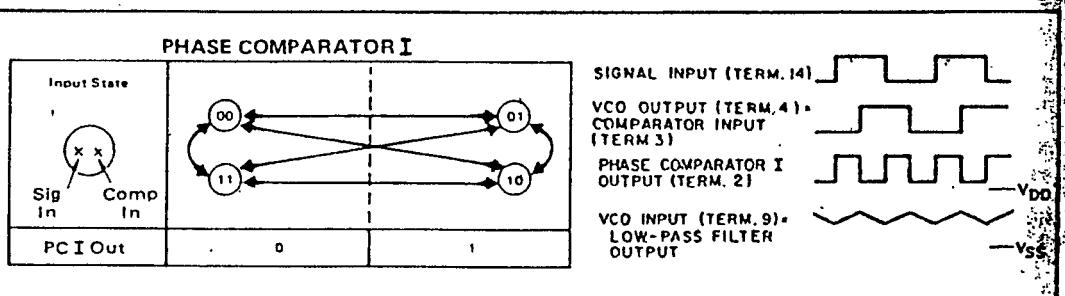 PHASE COMPARATOR I
Input State
00
01
11
10
Sig In
Comp In
PC I Out
0
1
SIGNAL INPUT (TERM. 14)
VCO OUTPUT (TERM. 4) =
COMPARATOR INPUT
(TERM 3)
PHASE COMPARATOR I
OUTPUT (TERM. 2)
VDD
VCO INPUT (TERM. 9) =
LOW-PASS FILTER
OUTPUT
VSS